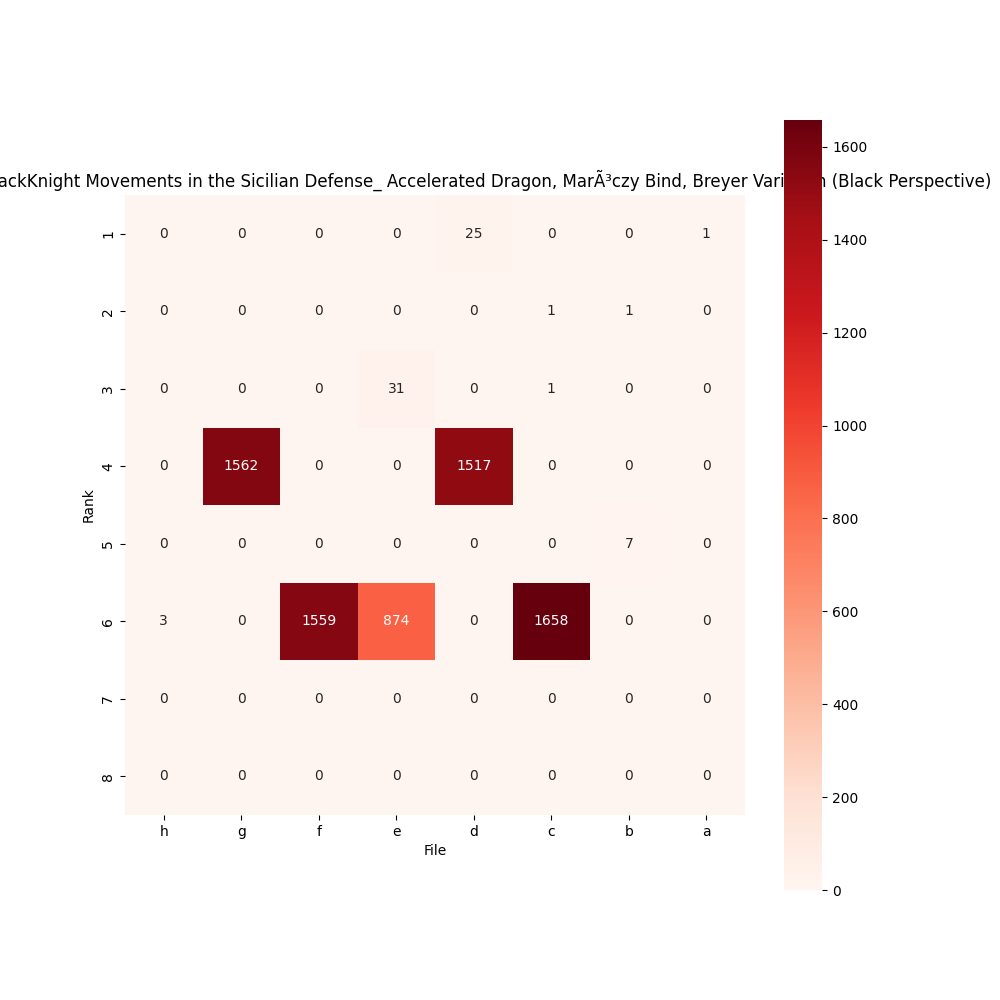 ackKnight Movements in the Sicilian Defense_ Accelerated Dragon, MarÃ³czy Bind, Breyer Vari n (Black Perspective)
1600
1 0 0 0 0 25 0 0 1
1400
2 0 0 0 0 0 1 1 0
1200
3 0 0 0 31 0 1 0 0
1000
4 0 1562 0 0 1517 0 0 0
Rank
800
5 0 0 0 0 0 0 7 0
600
6 3 0 1559 874 0 1658 0 0
400
7 0 0 0 0 0 0 0 0
200
8 0 0 0 0 0 0 0 0
h g f e d c b a
File
0